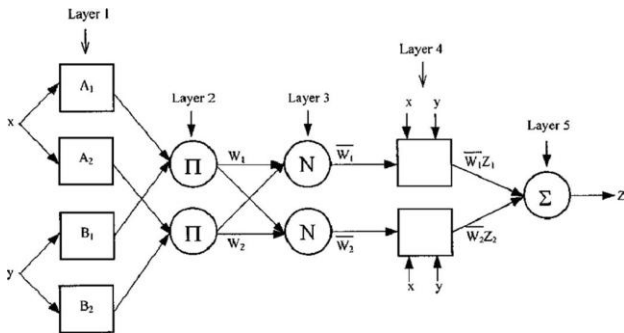 Layer 1
Layer 4
A₁
Layer 2
Layer 3
x
y
Layer 5
x
W₁
W̅₁
W̅₁Z₁
A₂
Π
N
Σ
Z
B₁
Π
N
W₂
W̅₂
W̅₂Z₂
y
B₂
x
y